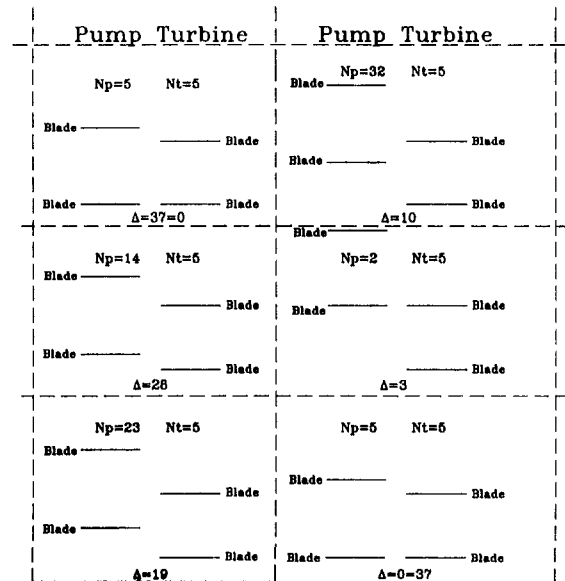 Pump Turbine
Np=5 Nt=5
Blade
Blade
Blade
Blade
Δ=37=0
Np=14 Nt=5
Blade
Blade
Blade
Blade
Δ=28
Np=23 Nt=5
Blade
Blade
Blade
Blade
Δ=19
Pump Turbine
Np=32 Nt=5
Blade
Blade
Blade
Blade
Δ=10
Blade
Np=2 Nt=5
Blade
Blade
Blade
Δ=3
Np=5 Nt=5
Blade
Blade
Blade
Blade
Δ=0=37